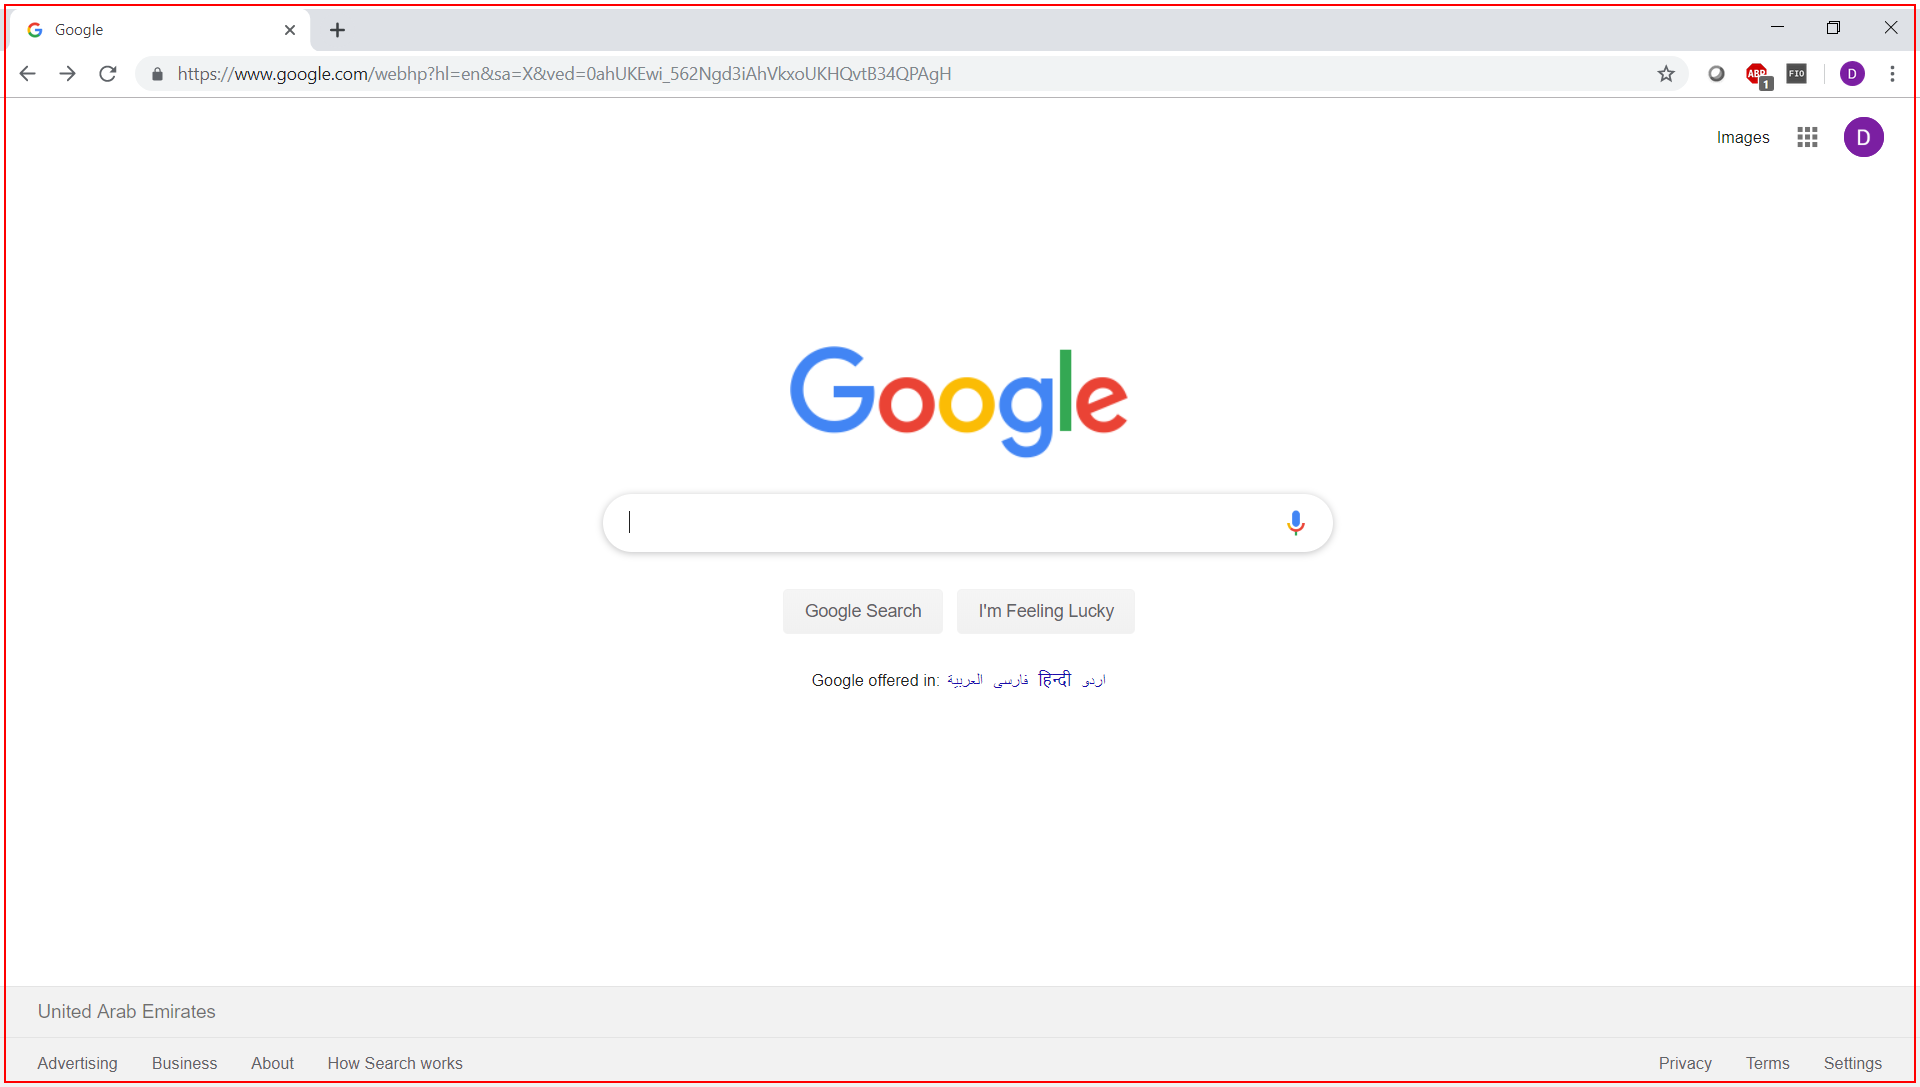 Google
https://www.google.com/webhp?hl=en&sa=X&ved=0ahUKEwi_562Ngd3iAhVkxoUKHQvtB34QPAgH
ABP 1 FIO D
Images D
Google
Google Search I'm Feeling Lucky
Google offered in: العربية فارسی हिन्दी اردو
United Arab Emirates
Advertising Business About How Search works Privacy Terms Settings